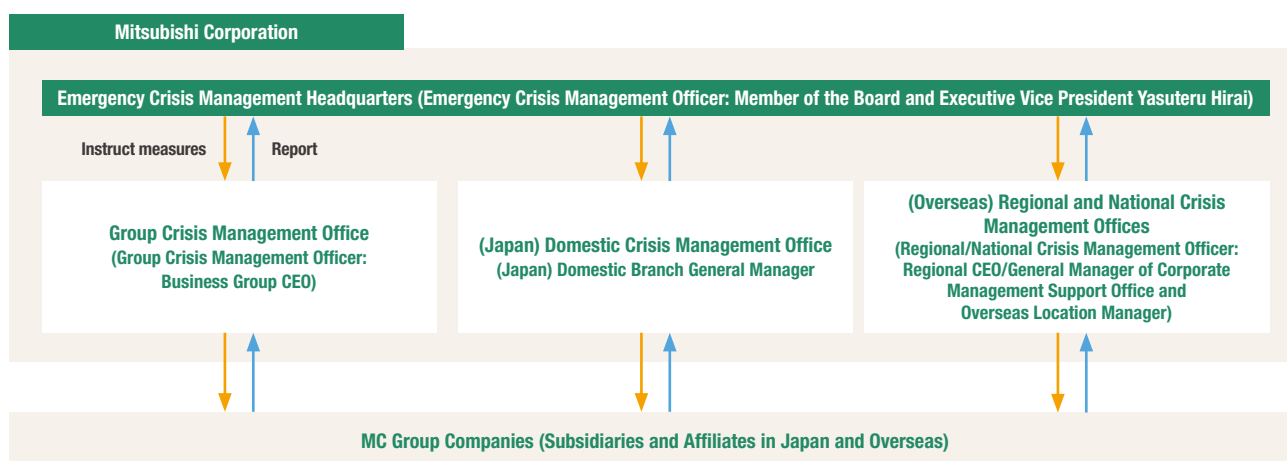 Mitsubishi Corporation
Emergency Crisis Management Headquarters (Emergency Crisis Management Officer: Member of the Board and Executive Vice President Yasuteru Hirai)
Instruct measures
Report
Group Crisis Management Office
(Group Crisis Management Officer:
Business Group CEO)
(Japan) Domestic Crisis Management Office
(Japan) Domestic Branch General Manager
(Overseas) Regional and National Crisis
Management Offices
(Regional/National Crisis Management Officer:
Regional CEO/General Manager of Corporate
Management Support Office and
Overseas Location Manager)
MC Group Companies (Subsidiaries and Affiliates in Japan and Overseas)